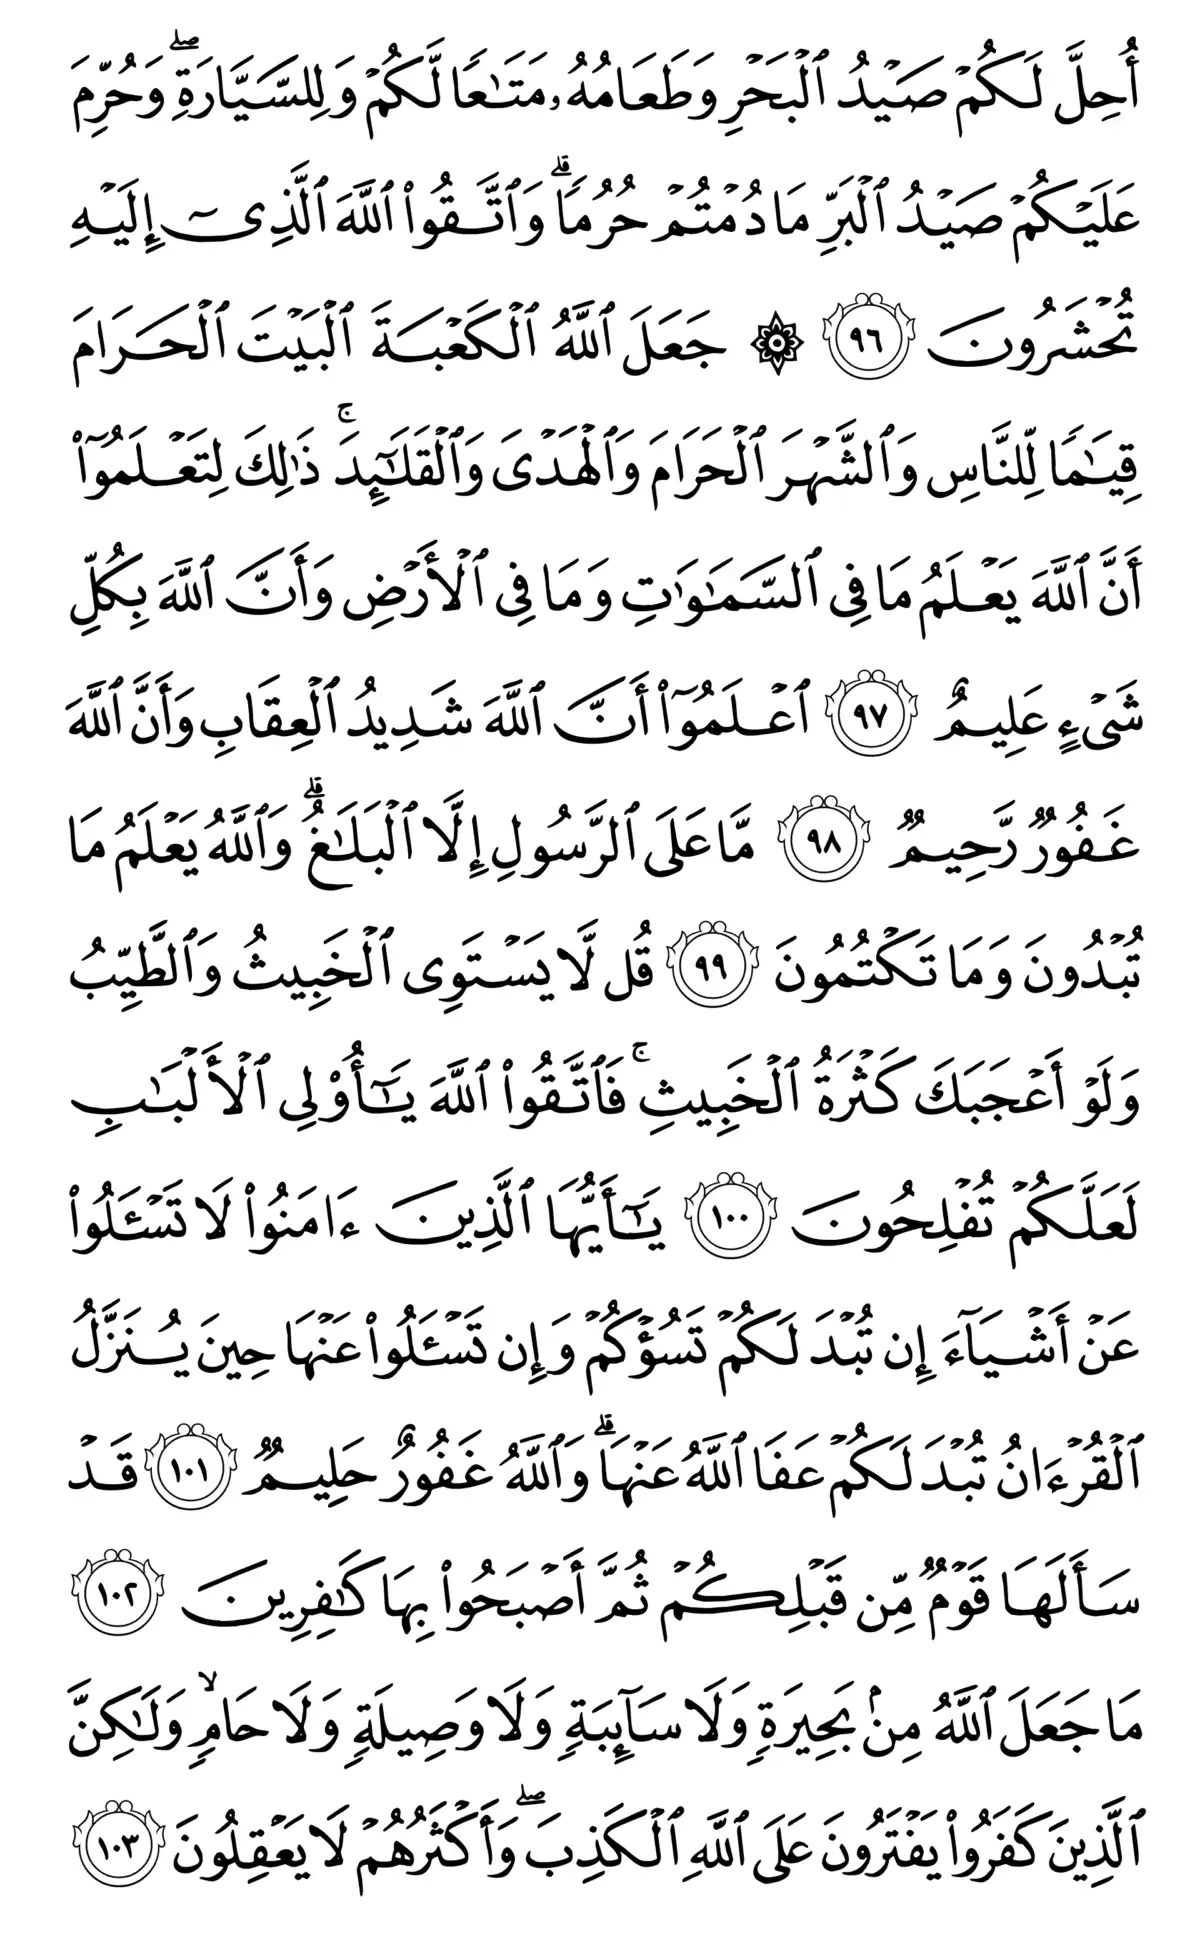 أُحِلَّ لَكُمۡ صَيۡدُ ٱلۡبَحۡرِ وَطَعَامُهُۥ مَتَٰعٗا لَّكُمۡ وَلِلسَّيَّارَةِۖ وَحُرِّمَ
عَلَيۡكُمۡ صَيۡدُ ٱلۡبَرِّ مَا دُمۡتُمۡ حُرُمٗاۗ وَٱتَّقُواْ ٱللَّهَ ٱلَّذِيٓ إِلَيۡهِ
تُحۡشَرُونَ ٩٦ ۞ جَعَلَ ٱللَّهُ ٱلۡكَعۡبَةَ ٱلۡبَيۡتَ ٱلۡحَرَامَ
قِيَٰمٗا لِّلنَّاسِ وَٱلشَّهۡرَ ٱلۡحَرَامَ وَٱلۡهَدۡيَ وَٱلۡقَلَٰٓئِدَۚ ذَٰلِكَ لِتَعۡلَمُوٓاْ
أَنَّ ٱللَّهَ يَعۡلَمُ مَا فِي ٱلسَّمَٰوَٰتِ وَمَا فِي ٱلۡأَرۡضِ وَأَنَّ ٱللَّهَ بِكُلِّ
شَيۡءٍ عَلِيمٌ ٩٧ ٱعۡلَمُوٓاْ أَنَّ ٱللَّهَ شَدِيدُ ٱلۡعِقَابِ وَأَنَّ ٱللَّهَ
غَفُورٞ رَّحِيمٞ ٩٨ مَّا عَلَى ٱلرَّسُولِ إِلَّا ٱلۡبَلَٰغُۗ وَٱللَّهُ يَعۡلَمُ مَا
تُبۡدُونَ وَمَا تَكۡتُمُونَ ٩٩ قُل لَّا يَسۡتَوِي ٱلۡخَبِيثُ وَٱلطَّيِّبُ
وَلَوۡ أَعۡجَبَكَ كَثۡرَةُ ٱلۡخَبِيثِۚ فَٱتَّقُواْ ٱللَّهَ يَٰٓأُوْلِي ٱلۡأَلۡبَٰبِ
لَعَلَّكُمۡ تُفۡلِحُونَ ١٠٠ يَٰٓأَيُّهَا ٱلَّذِينَ ءَامَنُواْ لَا تَسۡـَٔلُواْ
عَنۡ أَشۡيَآءَ إِن تُبۡدَ لَكُمۡ تَسُؤۡكُمۡ وَإِن تَسۡـَٔلُواْ عَنۡهَا حِينَ يُنَزَّلُ
ٱلۡقُرۡءَانُ تُبۡدَ لَكُمۡ عَفَا ٱللَّهُ عَنۡهَاۗ وَٱللَّهُ غَفُورٌ حَلِيمٞ ١٠١ قَدۡ
سَأَلَهَا قَوۡمٞ مِّن قَبۡلِكُمۡ ثُمَّ أَصۡبَحُواْ بِهَا كَٰفِرِينَ ١٠٢
مَا جَعَلَ ٱللَّهُ مِنۢ بَحِيرَةٖ وَلَا سَآئِبَةٖ وَلَا وَصِيلَةٖ وَلَا حَامٖ وَلَٰكِنَّ
ٱلَّذِينَ كَفَرُواْ يَفۡتَرُونَ عَلَى ٱللَّهِ ٱلۡكَذِبَۖ وَأَكۡثَرُهُمۡ لَا يَعۡقِلُونَ ١٠٣